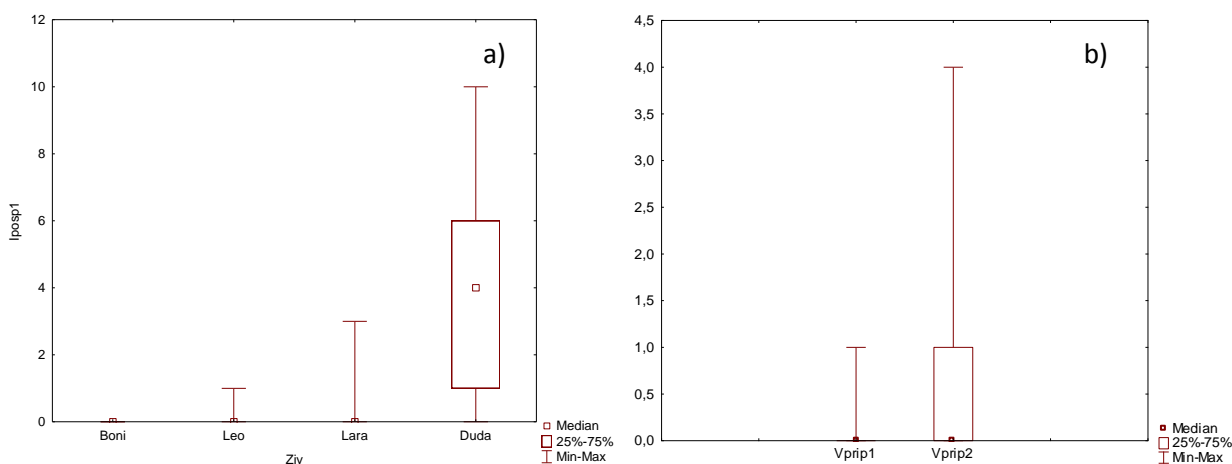 a)
12
10
8
6
4
2
0
Iposp1
Boni Leo Lara Duda
Ziv
Median
25%-75%
Min-Max
b)
4,5
4,0
3,5
3,0
2,5
2,0
1,5
1,0
0,5
0,0
Vprip1 Vprip2
Median
25%-75%
Min-Max